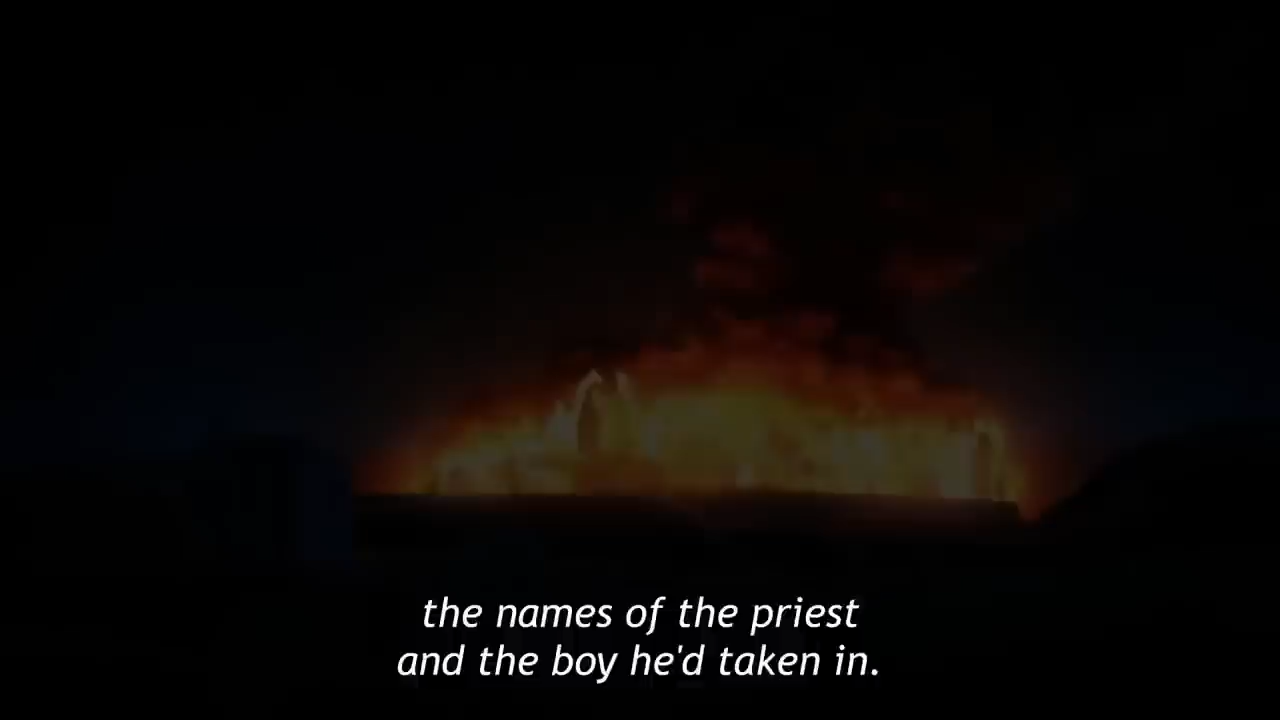 the names of the priest
and the boy he'd taken in.